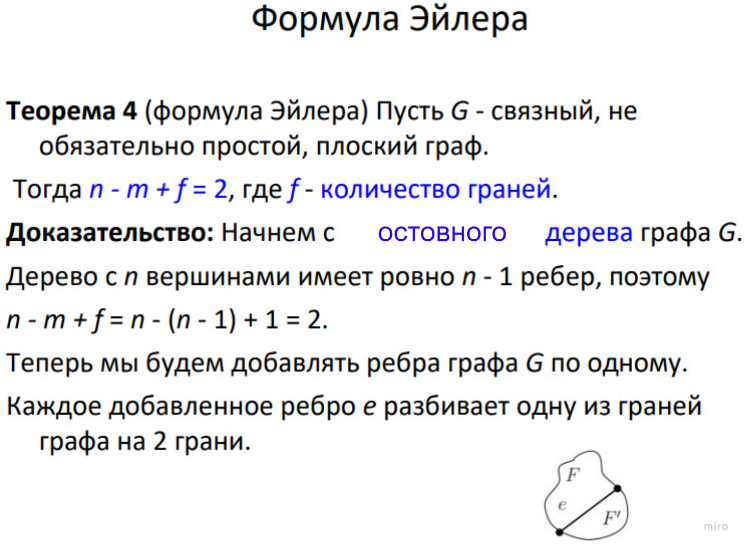 Формула Эйлера
Теорема 4 (формула Эйлера) Пусть G - связный, не
обязательно простой, плоский граф.
Тогда n - m + f = 2, где f - количество граней.
Доказательство: Начнем с остовного дерева графа G.
Дерево с n вершинами имеет ровно n - 1 ребер, поэтому
n - m + f = n - (n - 1) + 1 = 2.
Теперь мы будем добавлять ребра графа G по одному.
Каждое добавленное ребро e разбивает одну из граней
графа на 2 грани.
F
e
F'
miro